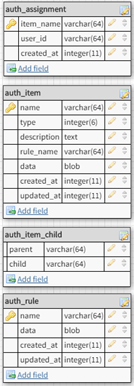 auth_assignment
item_name varchar(64)
user_id varchar(64)
created_at integer(11)
Add field
auth_item
name varchar(64)
type integer(6)
description text
rule_name varchar(64)
data blob
created_at integer(11)
updated_at integer(11)
Add field
auth_item_child
parent varchar(64)
child varchar(64)
Add field
auth_rule
name varchar(64)
data blob
created_at integer(11)
updated_at integer(11)
Add field